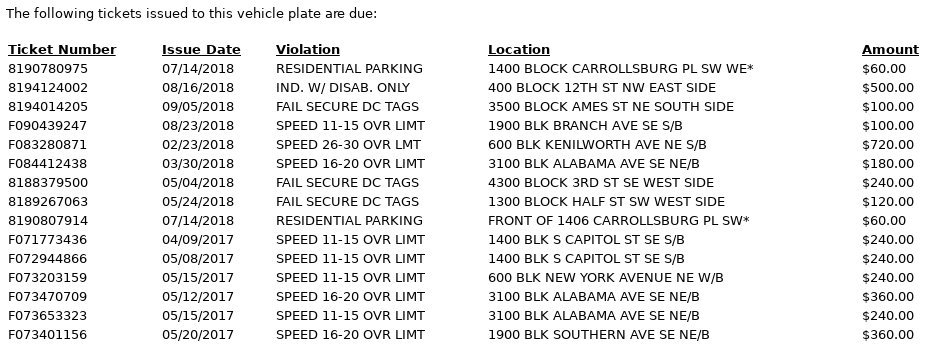 The following tickets issued to this vehicle plate are due:
Ticket Number Issue Date Violation Location Amount
8190780975 07/14/2018 RESIDENTIAL PARKING 1400 BLOCK CARROLLSBURG PL SW WE* $60.00
8194124002 08/16/2018 IND. W/ DISAB. ONLY 400 BLOCK 12TH ST NW EAST SIDE $500.00
8194014205 09/05/2018 FAIL SECURE DC TAGS 3500 BLOCK AMES ST NE SOUTH SIDE $100.00
F090439247 08/23/2018 SPEED 11-15 OVR LIMT 1900 BLK BRANCH AVE SE S/B $100.00
F083280871 02/23/2018 SPEED 26-30 OVR LMT 600 BLK KENILWORTH AVE NE S/B $720.00
F084412438 03/30/2018 SPEED 16-20 OVR LIMT 3100 BLK ALABAMA AVE SE NE/B $180.00
8188379500 05/04/2018 FAIL SECURE DC TAGS 4300 BLOCK 3RD ST SE WEST SIDE $240.00
8189267063 05/24/2018 FAIL SECURE DC TAGS 1300 BLOCK HALF ST SW WEST SIDE $120.00
8190807914 07/14/2018 RESIDENTIAL PARKING FRONT OF 1406 CARROLLSBURG PL SW* $60.00
F071773436 04/09/2017 SPEED 11-15 OVR LIMT 1400 BLK S CAPITOL ST SE S/B $240.00
F072944866 05/08/2017 SPEED 11-15 OVR LIMT 1400 BLK S CAPITOL ST SE S/B $240.00
F073203159 05/15/2017 SPEED 11-15 OVR LIMT 600 BLK NEW YORK AVENUE NE W/B $240.00
F073470709 05/12/2017 SPEED 16-20 OVR LIMT 3100 BLK ALABAMA AVE SE NE/B $360.00
F073653323 05/15/2017 SPEED 11-15 OVR LIMT 3100 BLK ALABAMA AVE SE NE/B $240.00
F073401156 05/20/2017 SPEED 16-20 OVR LIMT 1900 BLK SOUTHERN AVE SE NE/B $360.00